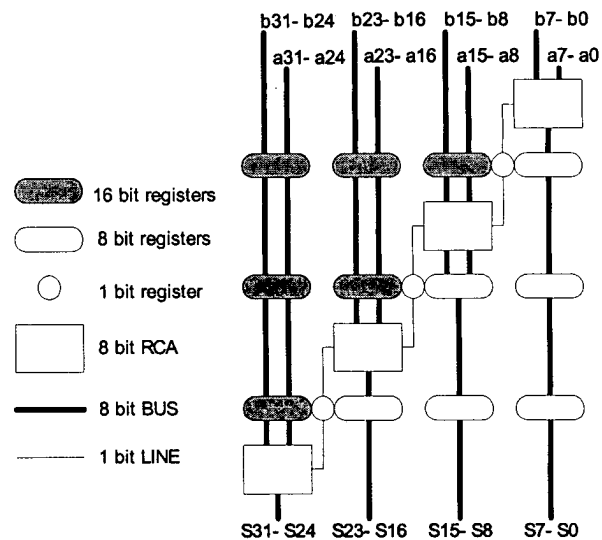 b31- b24 b23- b16 b15- b8 b7- b0
a31- a24 a23- a16 a15- a8 a7- a0
16 bit registers
8 bit registers
1 bit register
8 bit RCA
8 bit BUS
1 bit LINE
S31- S24 S23- S16 S15- S8 S7- S0